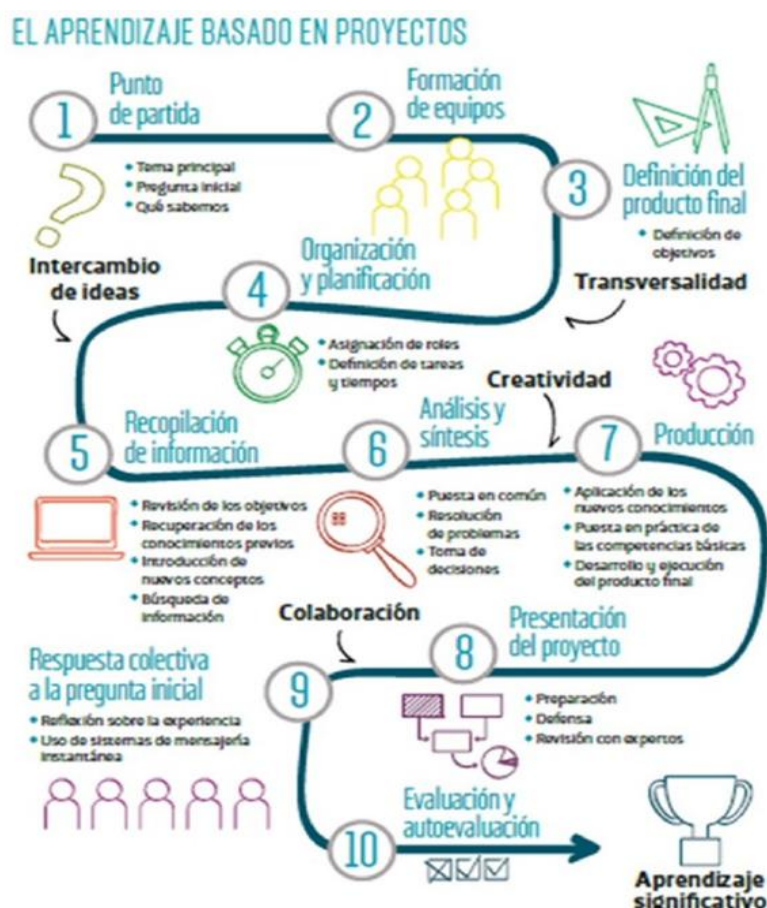 EL APRENDIZAJE BASADO EN PROYECTOS
1
Punto
de partida
• Tema principal
• Pregunta inicial
• Qué sabemos
2
Formación
de equipos
3
Definición del
producto final
• Definición de
objetivos
Transversalidad
4
Organización
y planificación
• Asignación de roles
• Definición de tareas
y tiempos
Intercambio
de ideas
5
Recopilación
de información
• Revisión de los objetivos
• Recuperación de los
conocimientos previos
• Introducción de
nuevos conceptos
• Búsqueda de
información
6
Análisis y
síntesis
• Puesta en común
• Resolución
de problemas
• Toma de
decisiones
Creatividad
7
Producción
• Aplicación de los
nuevos conocimientos
• Puesta en práctica de
las competencias básicas
• Desarrollo y ejecución
del producto final
8
Presentación
del proyecto
• Preparación
• Defensa
• Revisión con expertos
Colaboración
9
Respuesta colectiva
a la pregunta inicial
• Reflexión sobre la experiencia
• Uso de sistemas de mensajería
instantánea
10
Evaluación y
autoevaluación
Aprendizaje
significativo